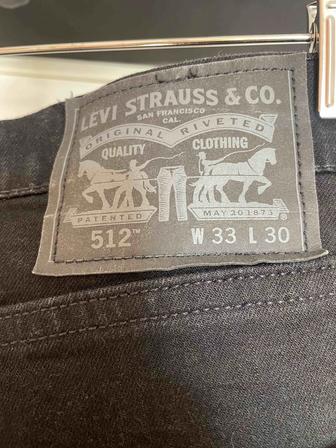 LEVI STRAUSS & CO.
SAN FRANCISCO
CAL.
ORIGINAL RIVETED
QUALITY CLOTHING
PATENTED MAY 20 1873
512™ W 33 L 30